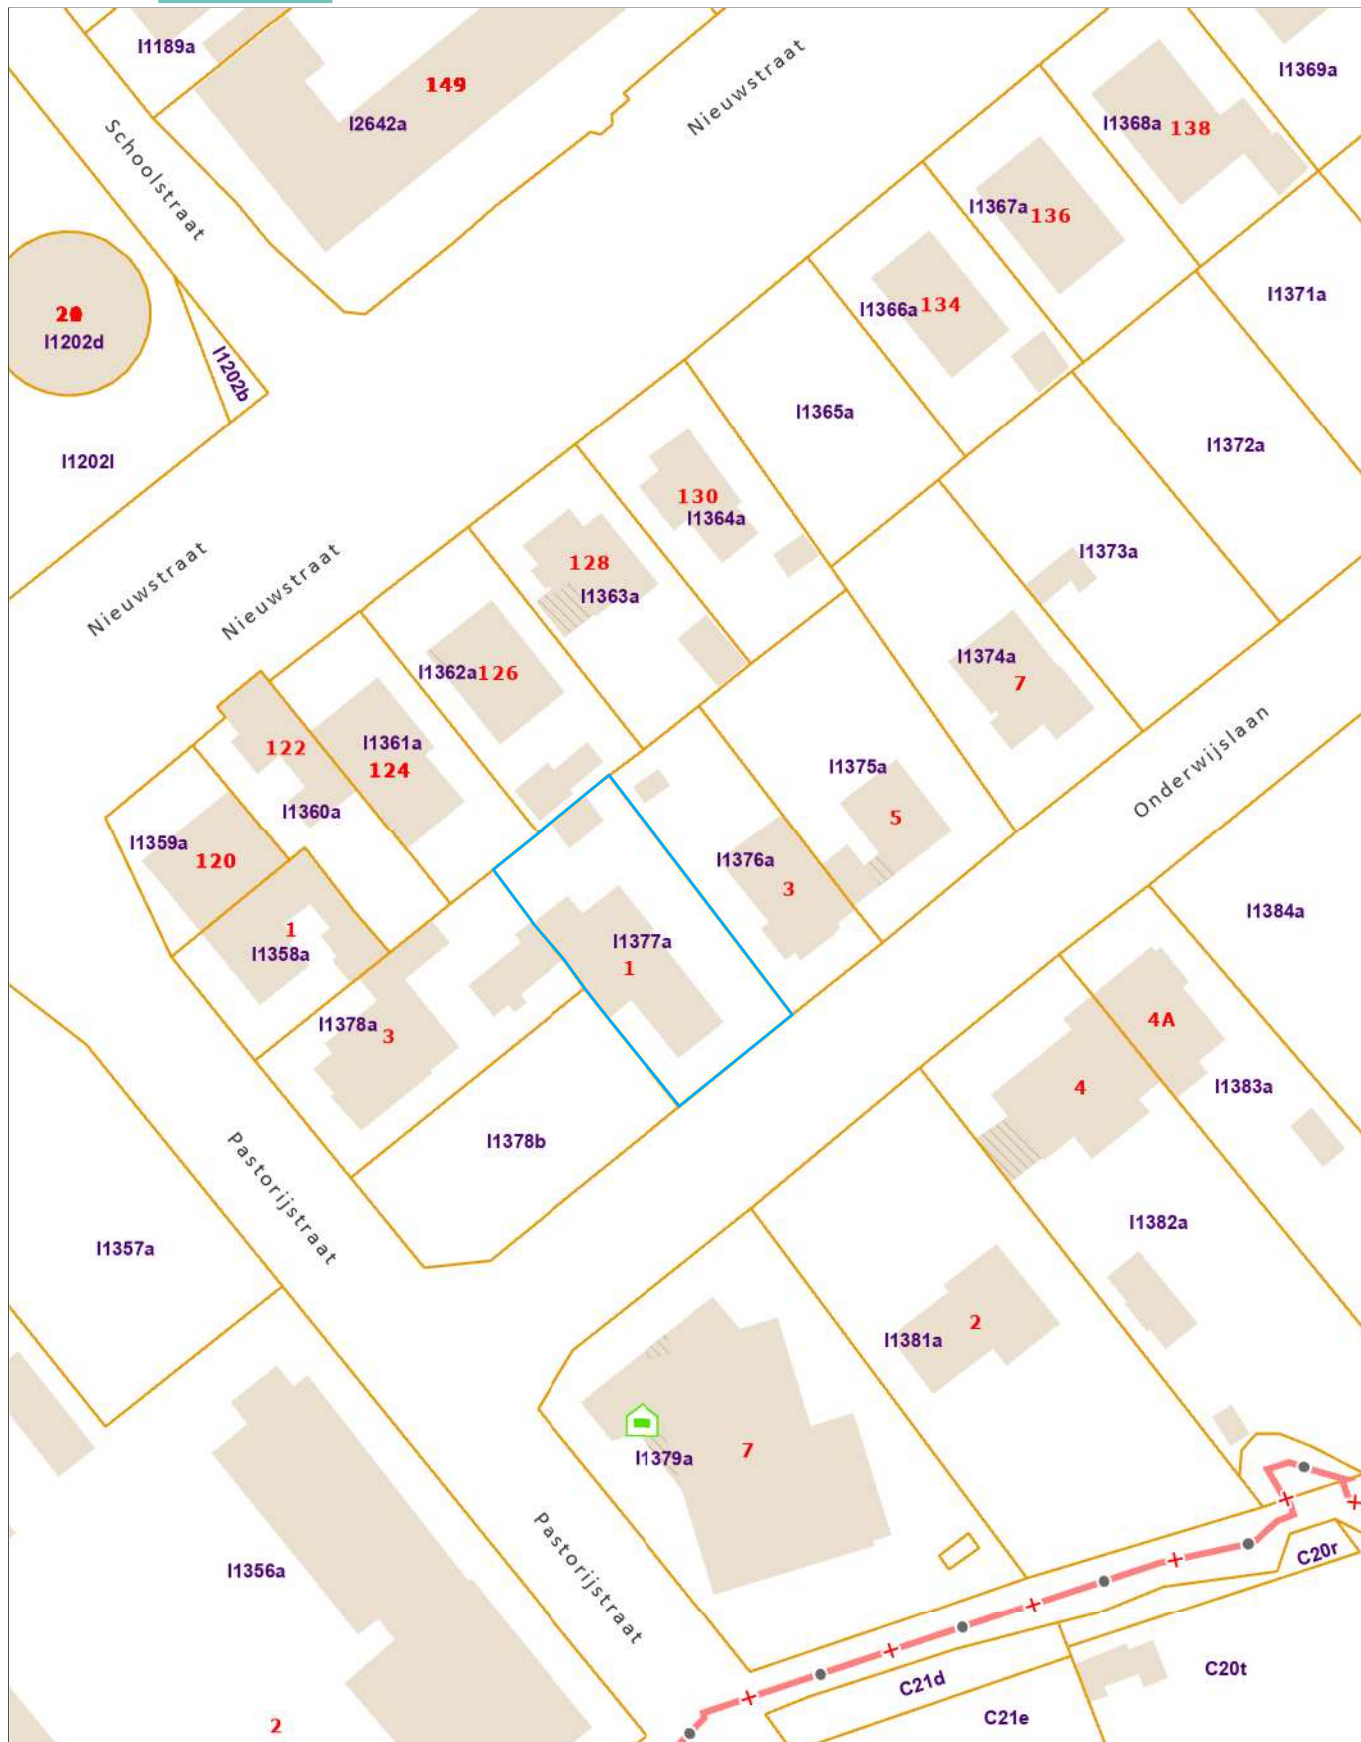 I1189a
149
I2642a
Nieuwstraat
I1369a
I1368a
138
Schoolstraat
I1367a
136
I1371a
I1366a
134
I1202d
I1202b
I1365a
I1372a
I1202l
130
I1364a
I1373a
128
I1363a
Nieuwstraat
Nieuwstraat
I1374a
7
I1362a
126
I1361a
124
122
I1360a
I1375a
5
Onderwijslaan
I1359a
120
I1376a
3
1
I1358a
I1377a
1
I1384a
I1378a
3
4A
4
I1383a
I1378b
Pastorijstraat
I1357a
I1382a
I1381a
2
7
I1379a
Pastorijstraat
I1356a
C20r
C21d
C20t
C21e
2